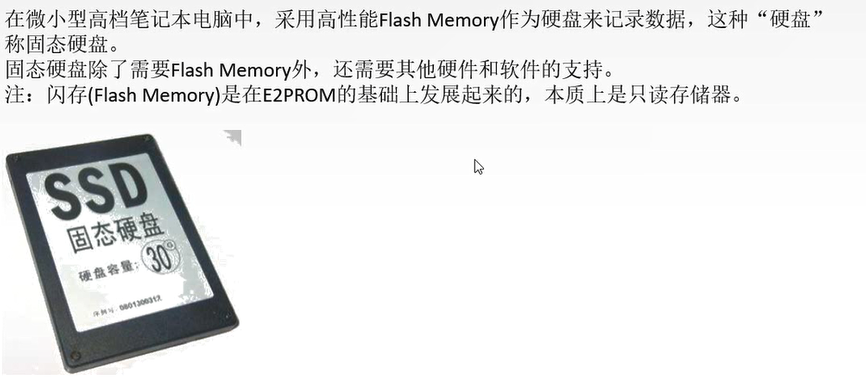 在微小型高档笔记本电脑中，采用高性能Flash Memory作为硬盘来记录数据，这种“硬盘”
称固态硬盘。
固态硬盘除了需要Flash Memory外，还需要其他硬件和软件的支持。
注：闪存(Flash Memory)是在E2PROM的基础上发展起来的，本质上是只读存储器。
SSD
固态硬盘
硬盘容量：30G
序列号：